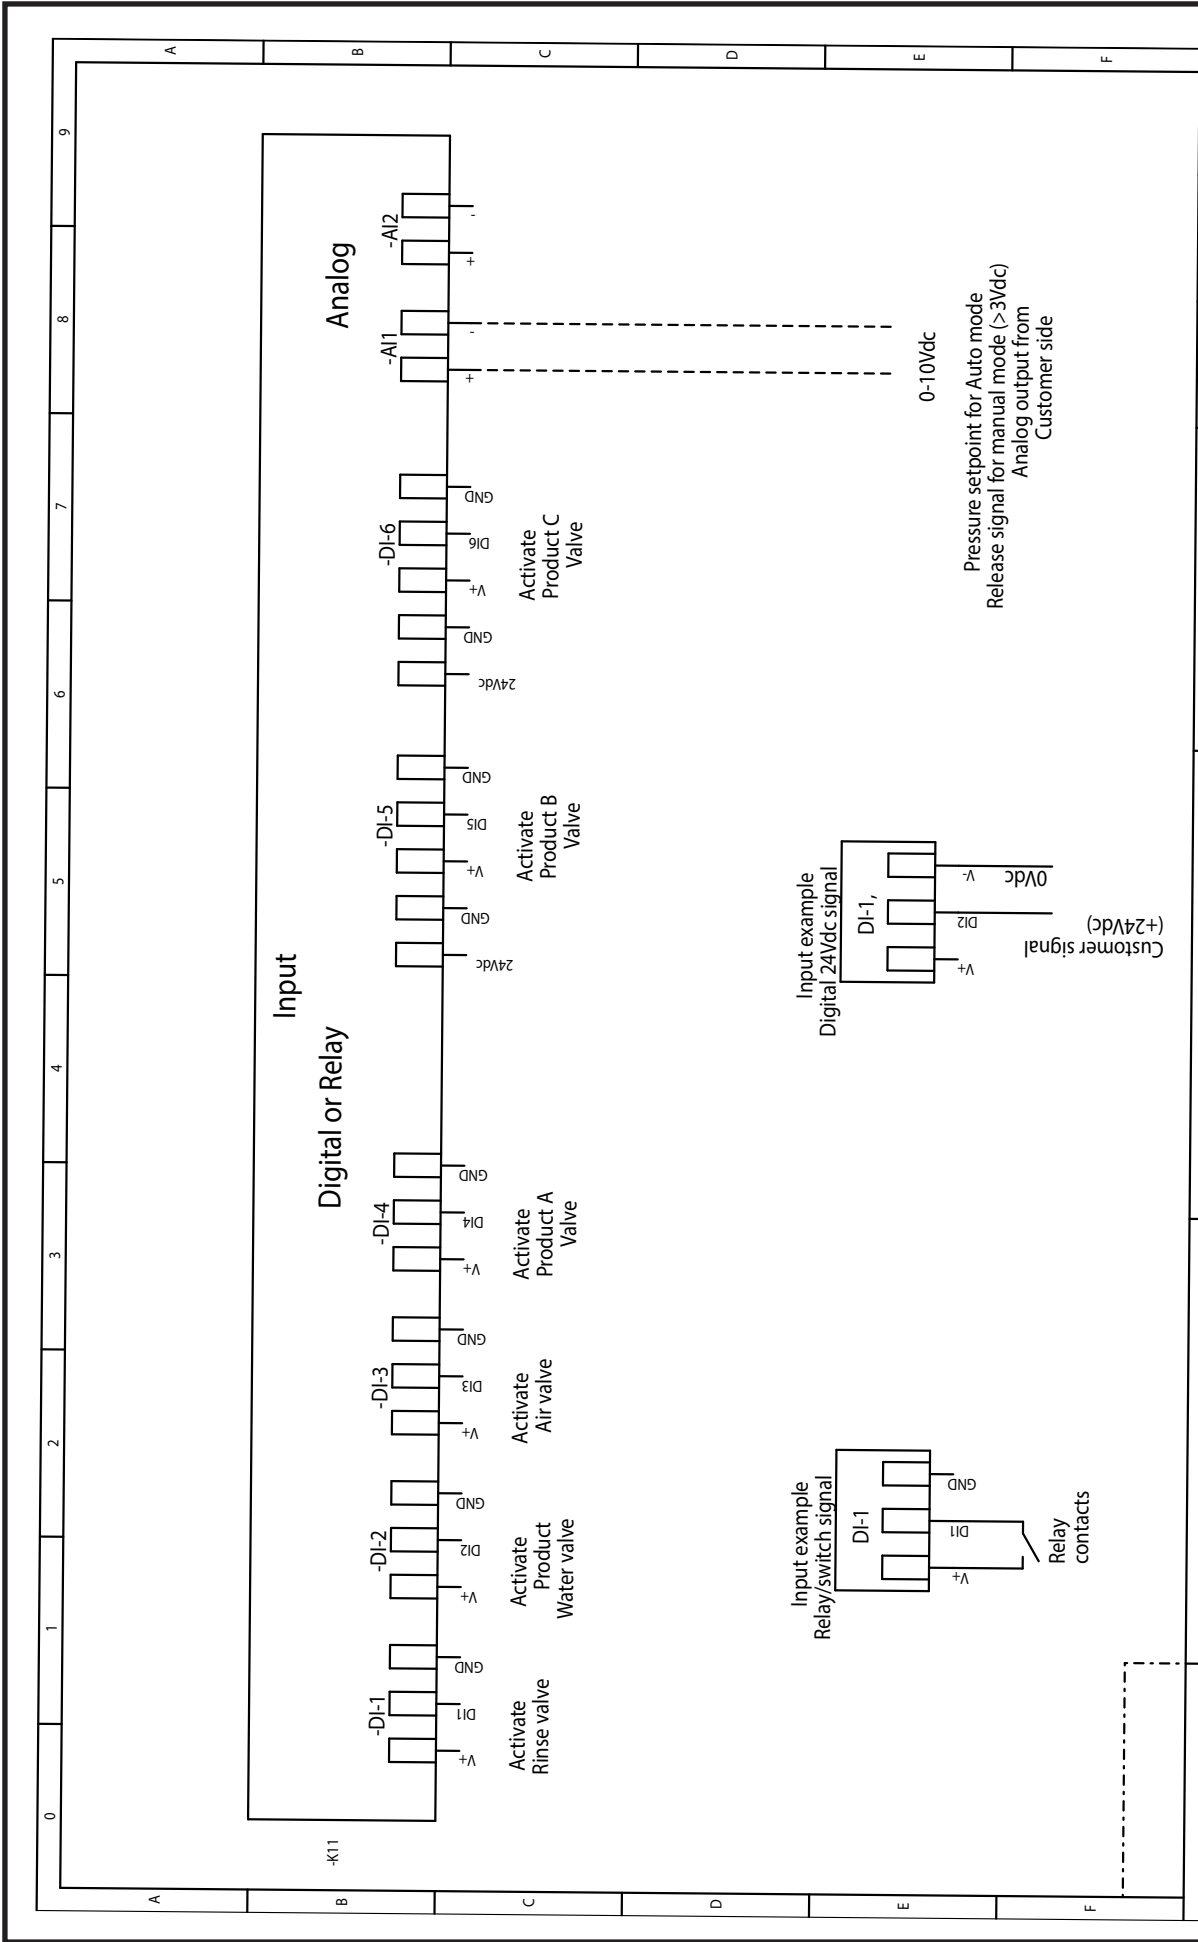 0 1 2 3 4 5 6 7 8 9
A
B
C
D
E
F
A
B
C
D
E
F
-K11
Input
Digital or Relay
Analog
-DI-1
V+ DI1 GND
Activate
Rinse valve
-DI-2
V+ DI2 GND
Activate
Product
Water valve
-DI-3
V+ DI3 GND
Activate
Air valve
-DI-4
V+ DI4 GND
Activate
Product A
Valve
-DI-5
24Vdc GND V+ DI5 GND
Activate
Product B
Valve
-DI-6
24Vdc GND V+ DI6 GND
Activate
Product C
Valve
-AI1
+ -
-AI2
+ -
0-10Vdc
Pressure setpoint for Auto mode
Release signal for manual mode (>3Vdc)
Analog output from
Customer side
Input example
Relay/switch signal
DI-1
V+ DI1 GND
Relay
contacts
Input example
Digital 24Vdc signal
DI-1,
V+ DI2 V-
0Vdc
Customer signal
(+24Vdc)